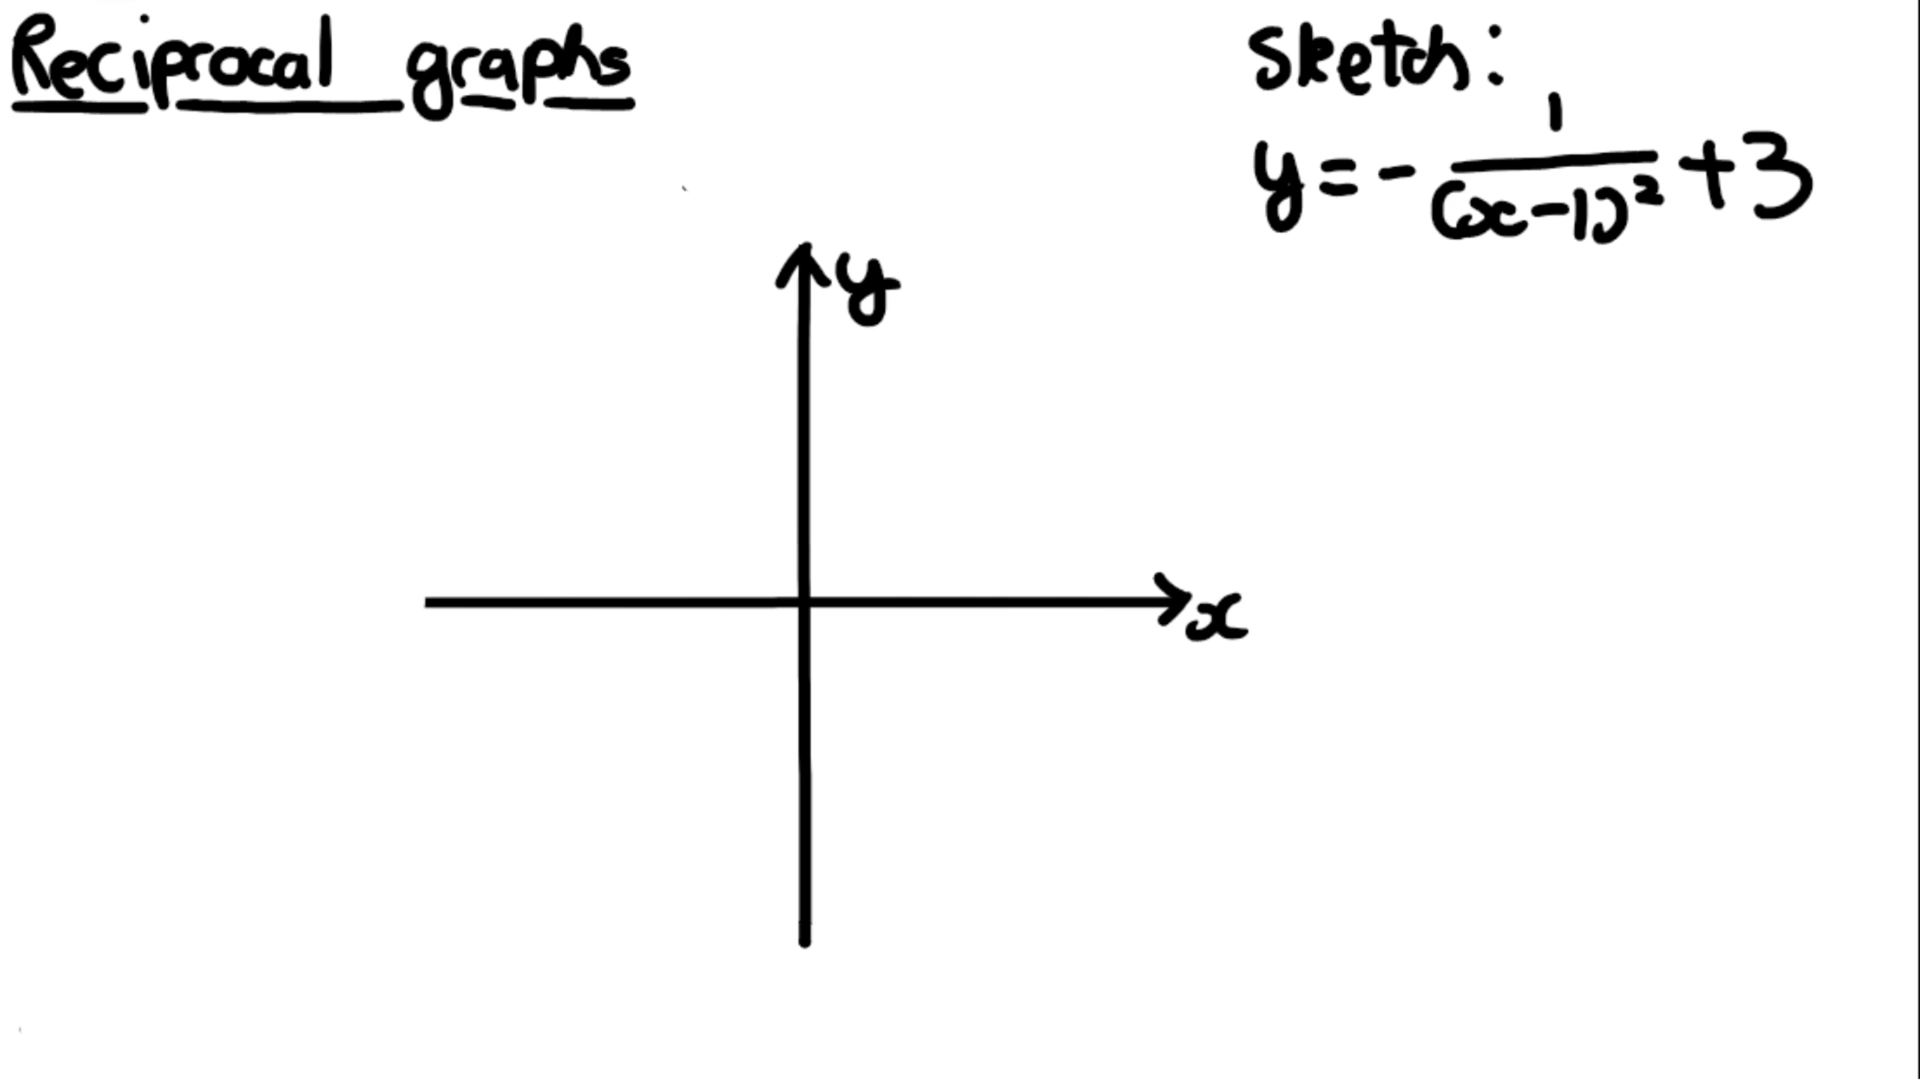 Reciprocal graphs
Sketch:
y = - 1/(x-1)² + 3
y
x